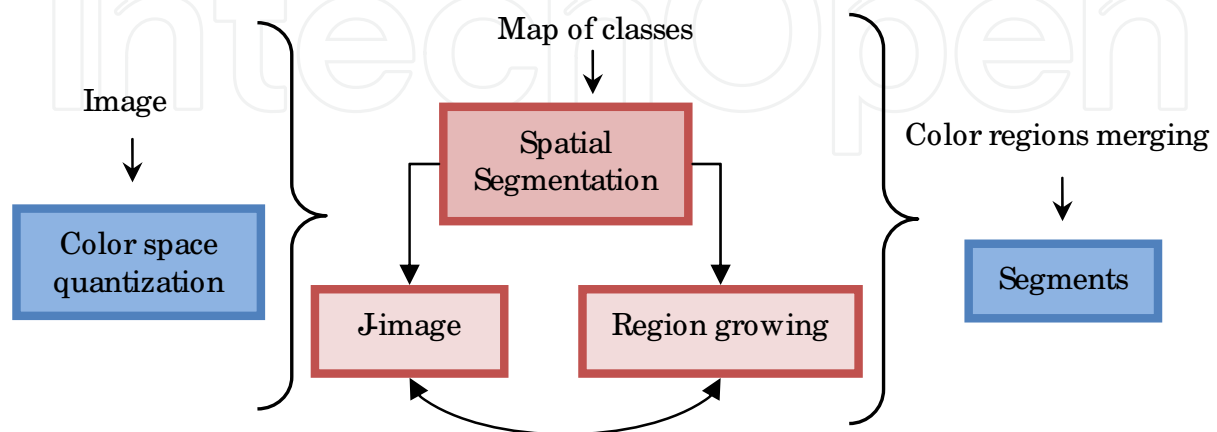 IntechOpen
Image
Color space
quantization
Map of classes
Spatial
Segmentation
J-image
Region growing
Color regions merging
Segments